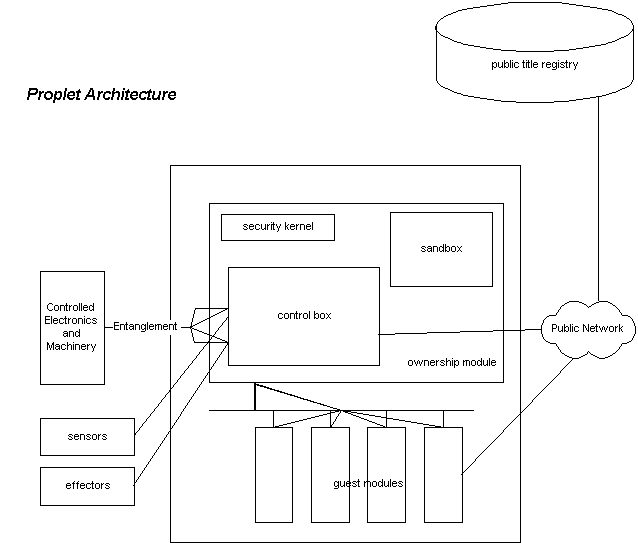 public title registry
Proplet Architecture
security kernel
sandbox
Controlled
Electronics
and
Machinery
Entanglement
control box
Public Network
ownership module
sensors
effectors
guest modules